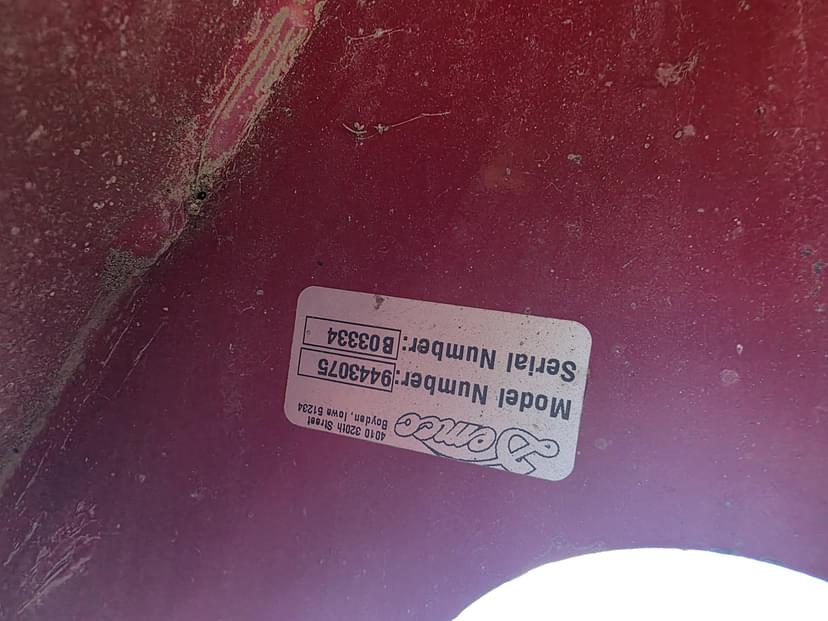 Demco
4010 320th Street
Boyden, Iowa 51234
Model Number: 9443075
Serial Number: B03334